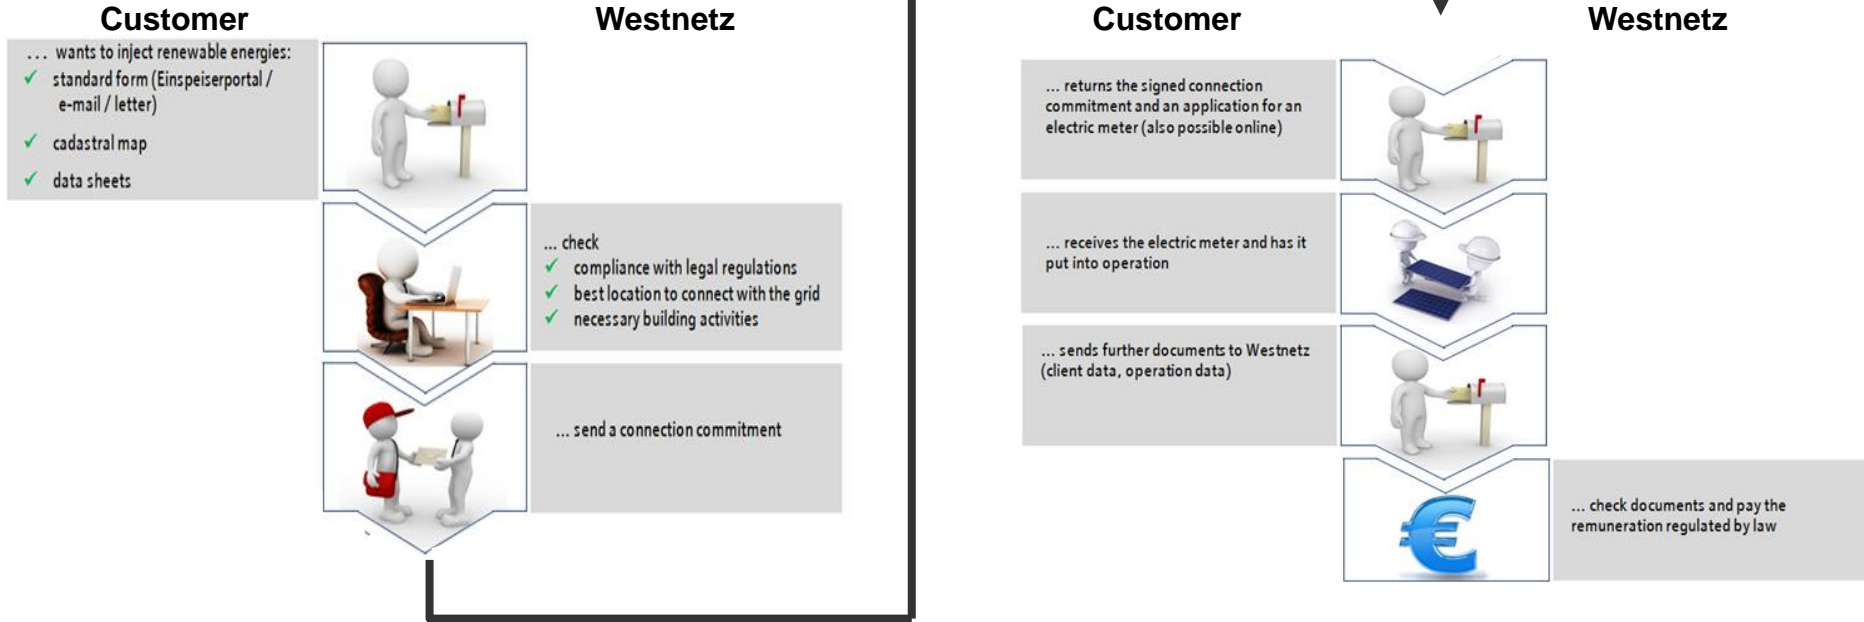 Customer
Westnetz
... wants to inject renewable energies:
✓ standard form (Einspeiserportal /
e-mail / letter)
✓ cadastral map
✓ data sheets
... check
✓ compliance with legal regulations
✓ best location to connect with the grid
✓ necessary building activities
... send a connection commitment
Customer
Westnetz
... returns the signed connection
commitment and an application for an
electric meter (also possible online)
... receives the electric meter and has it
put into operation
... sends further documents to Westnetz
(client data, operation data)
€
... check documents and pay the
remuneration regulated by law